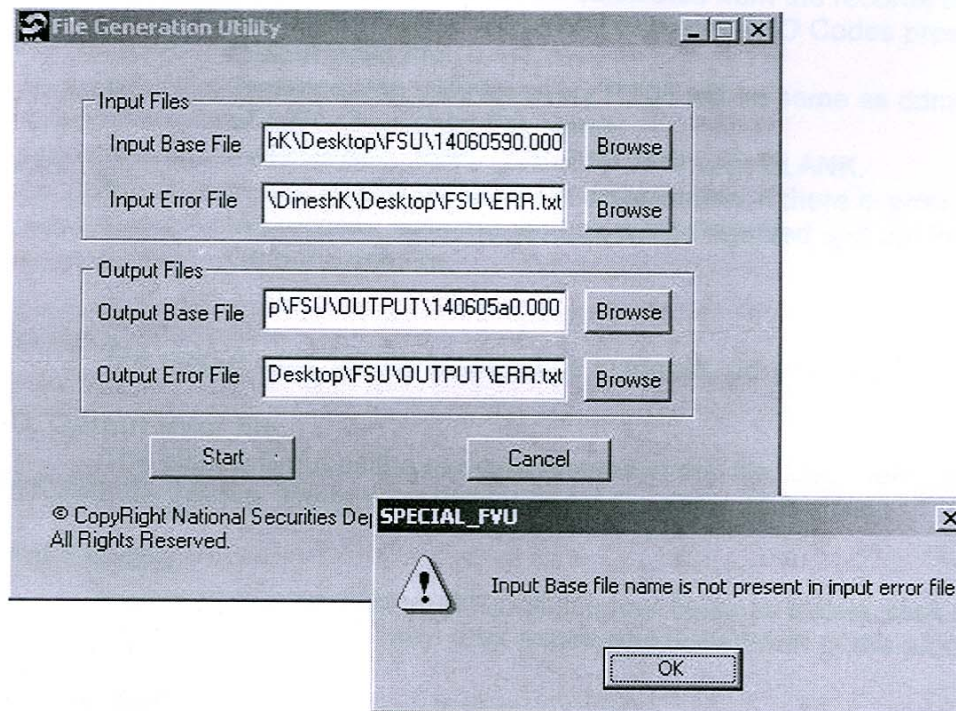 File Generation Utility
Input Files
Input Base File hK\Desktop\FSU\14060590.000 Browse
Input Error File \DineshK\Desktop\FSU\ERR.txt Browse
Output Files
Output Base File p\FSU\OUTPUT\140605a0.000 Browse
Output Error File Desktop\FSU\OUTPUT\ERR.txt Browse
Start Cancel
© CopyRight National Securities De
All Rights Reserved.
SPECIAL_FVU
Input Base file name is not present in input error file
OK